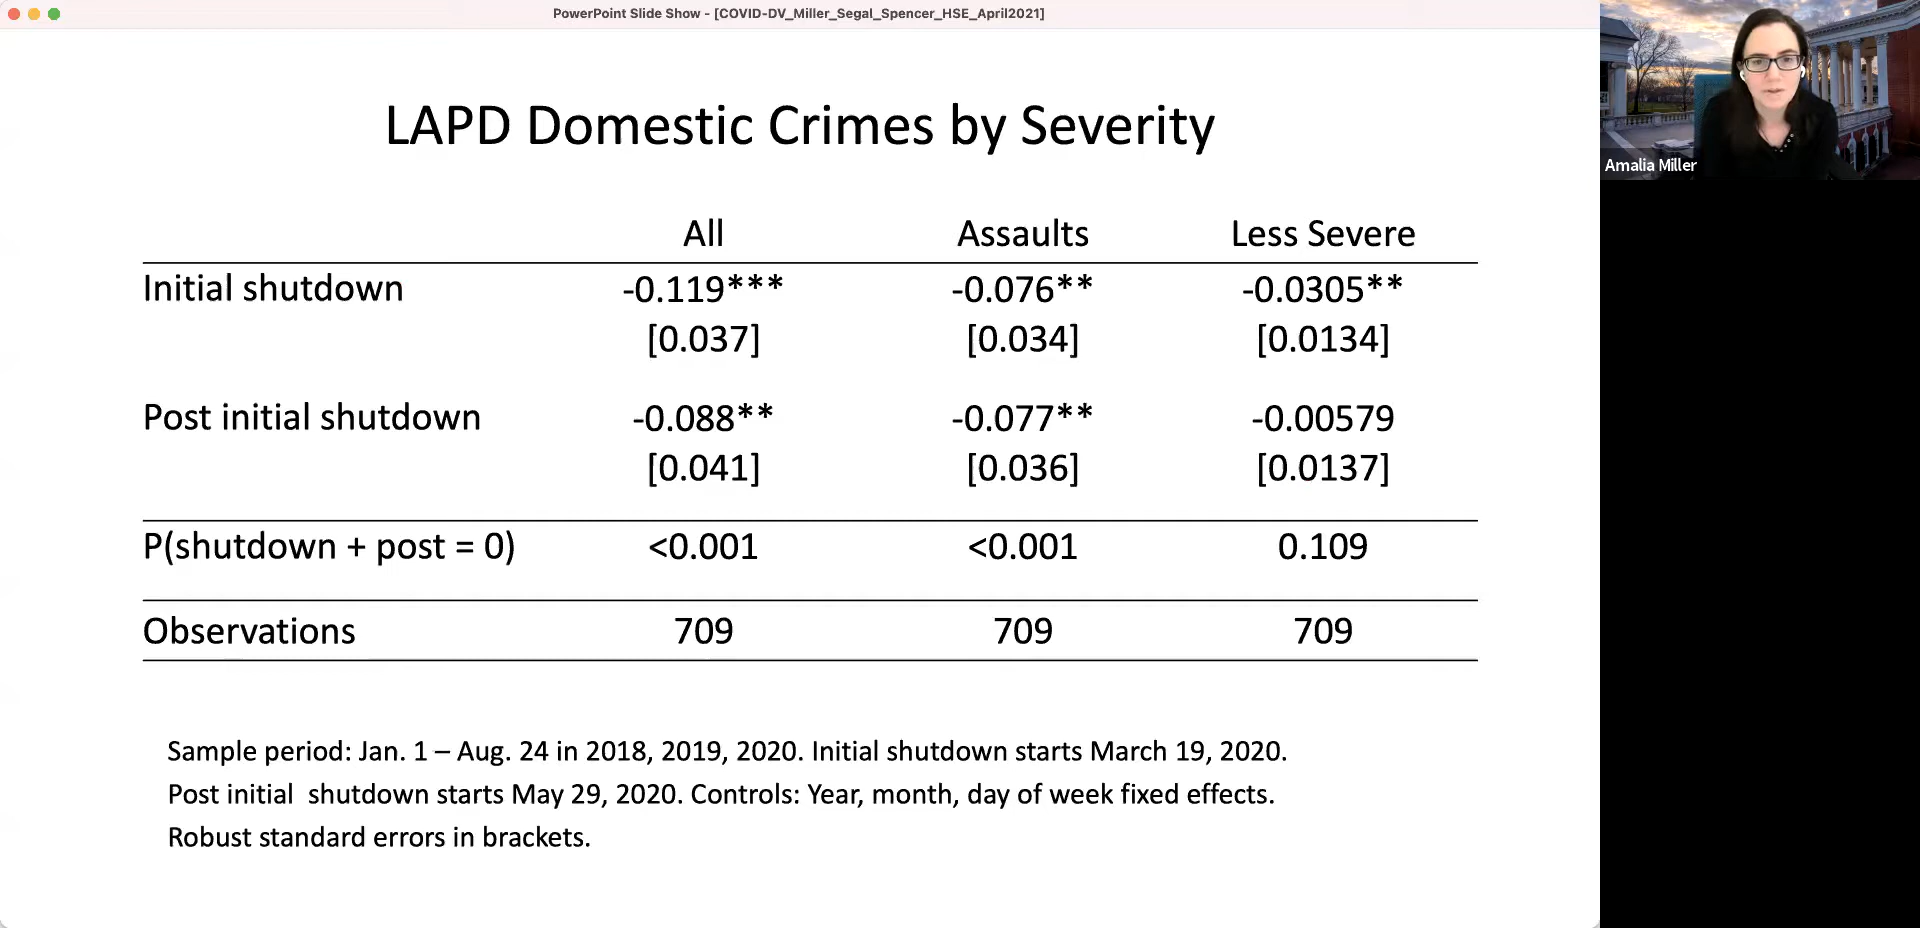 PowerPoint Slide Show - [COVID-DV_Miller_Segal_Spencer_HSE_April2021]
LAPD Domestic Crimes by Severity
All Assaults Less Severe
Initial shutdown -0.119*** -0.076** -0.0305**
[0.037] [0.034] [0.0134]
Post initial shutdown -0.088** -0.077** -0.00579
[0.041] [0.036] [0.0137]
P(shutdown + post = 0) <0.001 <0.001 0.109
Observations 709 709 709
Sample period: Jan. 1 – Aug. 24 in 2018, 2019, 2020. Initial shutdown starts March 19, 2020.
Post initial shutdown starts May 29, 2020. Controls: Year, month, day of week fixed effects.
Robust standard errors in brackets.
Amalia Miller